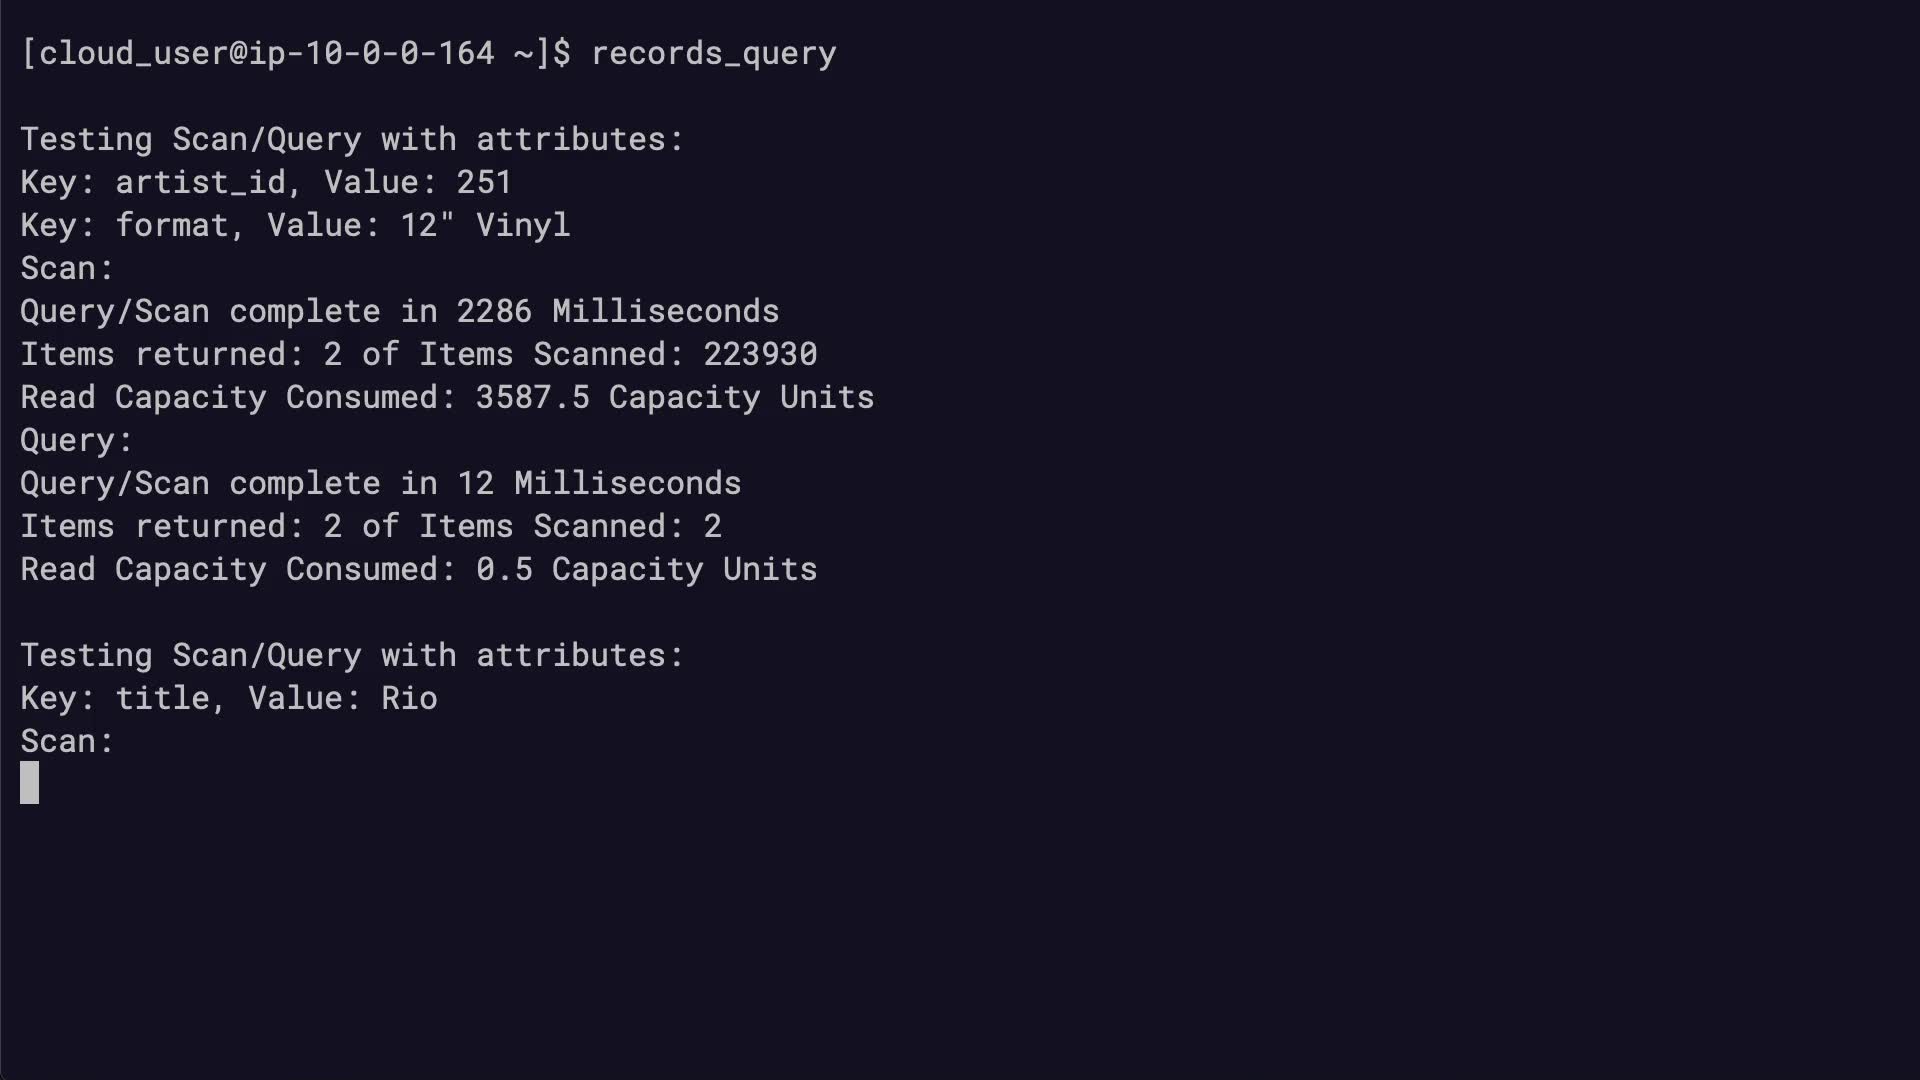 [cloud_user@ip-10-0-0-164 ~]$ records_query
Testing Scan/Query with attributes:
Key: artist_id, Value: 251
Key: format, Value: 12" Vinyl
Scan:
Query/Scan complete in 2286 Milliseconds
Items returned: 2 of Items Scanned: 223930
Read Capacity Consumed: 3587.5 Capacity Units
Query:
Query/Scan complete in 12 Milliseconds
Items returned: 2 of Items Scanned: 2
Read Capacity Consumed: 0.5 Capacity Units
Testing Scan/Query with attributes:
Key: title, Value: Rio
Scan: